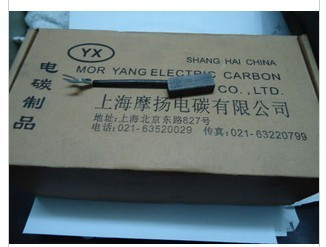 YX
SHANG HAI CHINA
MOR YANG ELECTRIC CARBON
CO., LTD.
电碳制品
上海摩扬电碳有限公司
地址:上海北京东路827号
电话:021-63520029 传真:021-63220799